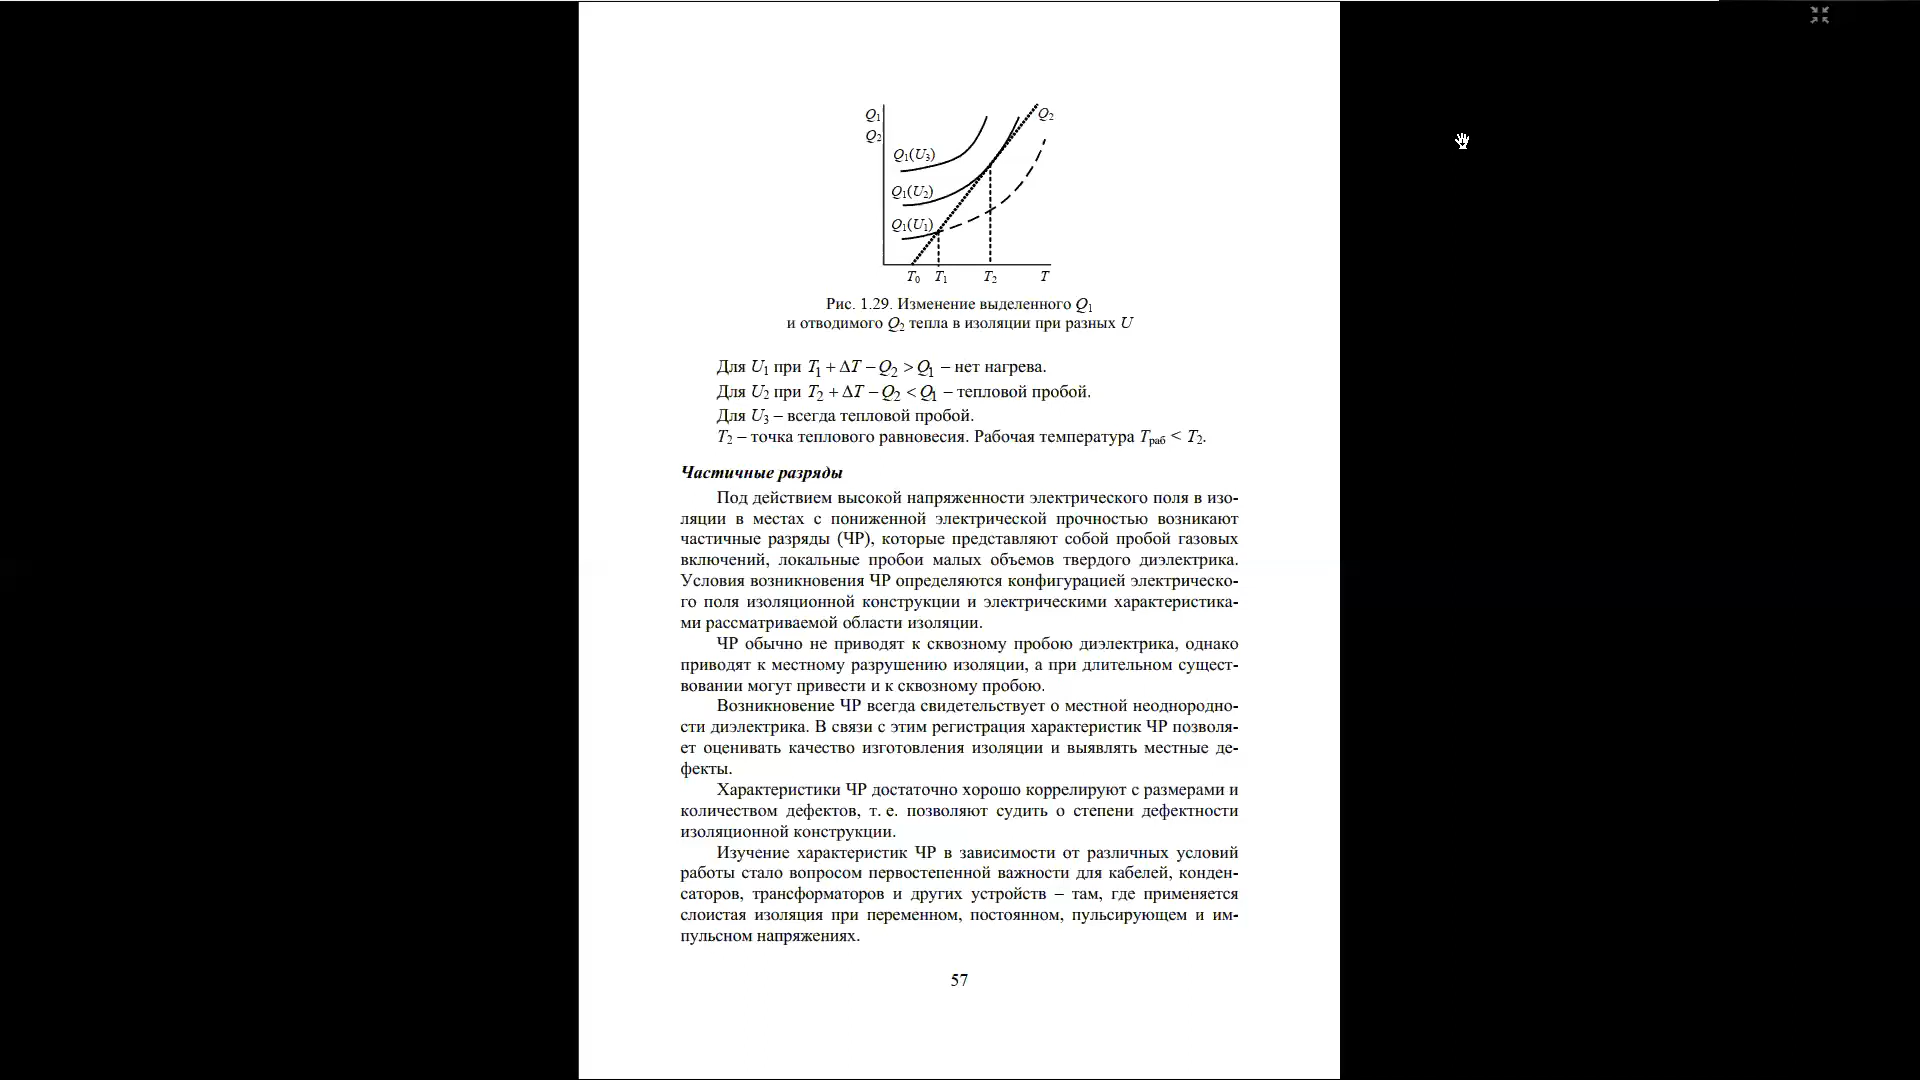 Q1
Q2
Q2
Q1(U3)
Q1(U2)
Q1(U1)
T0 T1 T2 T
Рис. 1.29. Изменение выделенного Q1
и отводимого Q2 тепла в изоляции при разных U
Для U1 при T1 + ΔT − Q2 > Q1 − нет нагрева.
Для U2 при T2 + ΔT − Q2 < Q1 − тепловой пробой.
Для U3 – всегда тепловой пробой.
T2 – точка теплового равновесия. Рабочая температура Tраб < T2.
Частичные разряды
Под действием высокой напряженности электрического поля в изо-
ляции в местах с пониженной электрической прочностью возникают
частичные разряды (ЧР), которые представляют собой пробой газовых
включений, локальные пробои малых объемов твердого диэлектрика.
Условия возникновения ЧР определяются конфигурацией электрическо-
го поля изоляционной конструкции и электрическими характеристика-
ми рассматриваемой области изоляции.
ЧР обычно не приводят к сквозному пробою диэлектрика, однако
приводят к местному разрушению изоляции, а при длительном сущест-
вовании могут привести и к сквозному пробою.
Возникновение ЧР всегда свидетельствует о местной неоднородно-
сти диэлектрика. В связи с этим регистрация характеристик ЧР позволя-
ет оценивать качество изготовления изоляции и выявлять местные де-
фекты.
Характеристики ЧР достаточно хорошо коррелируют с размерами и
количеством дефектов, т. е. позволяют судить о степени дефектности
изоляционной конструкции.
Изучение характеристик ЧР в зависимости от различных условий
работы стало вопросом первостепенной важности для кабелей, конден-
саторов, трансформаторов и других устройств – там, где применяется
слоистая изоляция при переменном, постоянном, пульсирующем и им-
пульсном напряжениях.
57